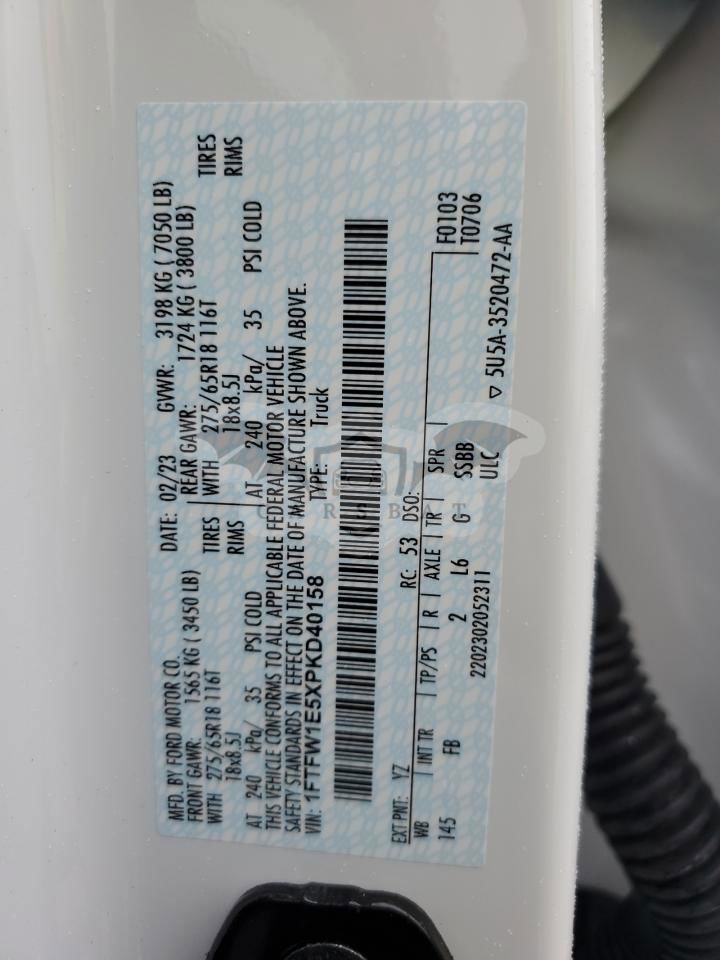 MFD. BY FORD MOTOR CO. DATE: 02/23 GVWR: 3198 KG ( 7050 LB)
FRONT GAWR: 1565 KG ( 3450 LB) REAR GAWR: 1724 KG ( 3800 LB)
WITH 275/65R18 116T TIRES WITH 275/65R18 116T TIRES
18x8.5J RIMS 18x8.5J RIMS
AT 240 kPa/ 35 PSI COLD AT 240 kPa/ 35 PSI COLD
THIS VEHICLE CONFORMS TO ALL APPLICABLE FEDERAL MOTOR VEHICLE
SAFETY STANDARDS IN EFFECT ON THE DATE OF MANUFACTURE SHOWN ABOVE.
VIN: 1FTFW1E5XPKD40158 TYPE: Truck
EXT PNT: YZ RC: 53 DSO: F0103
WB | INT TR | TP/PS | R | AXLE | TR | SPR | T0706
145 FB 2 L6 G SSBB
2202302052311 ULC ▽ 5U5A-3520472-AA
CARSBAT